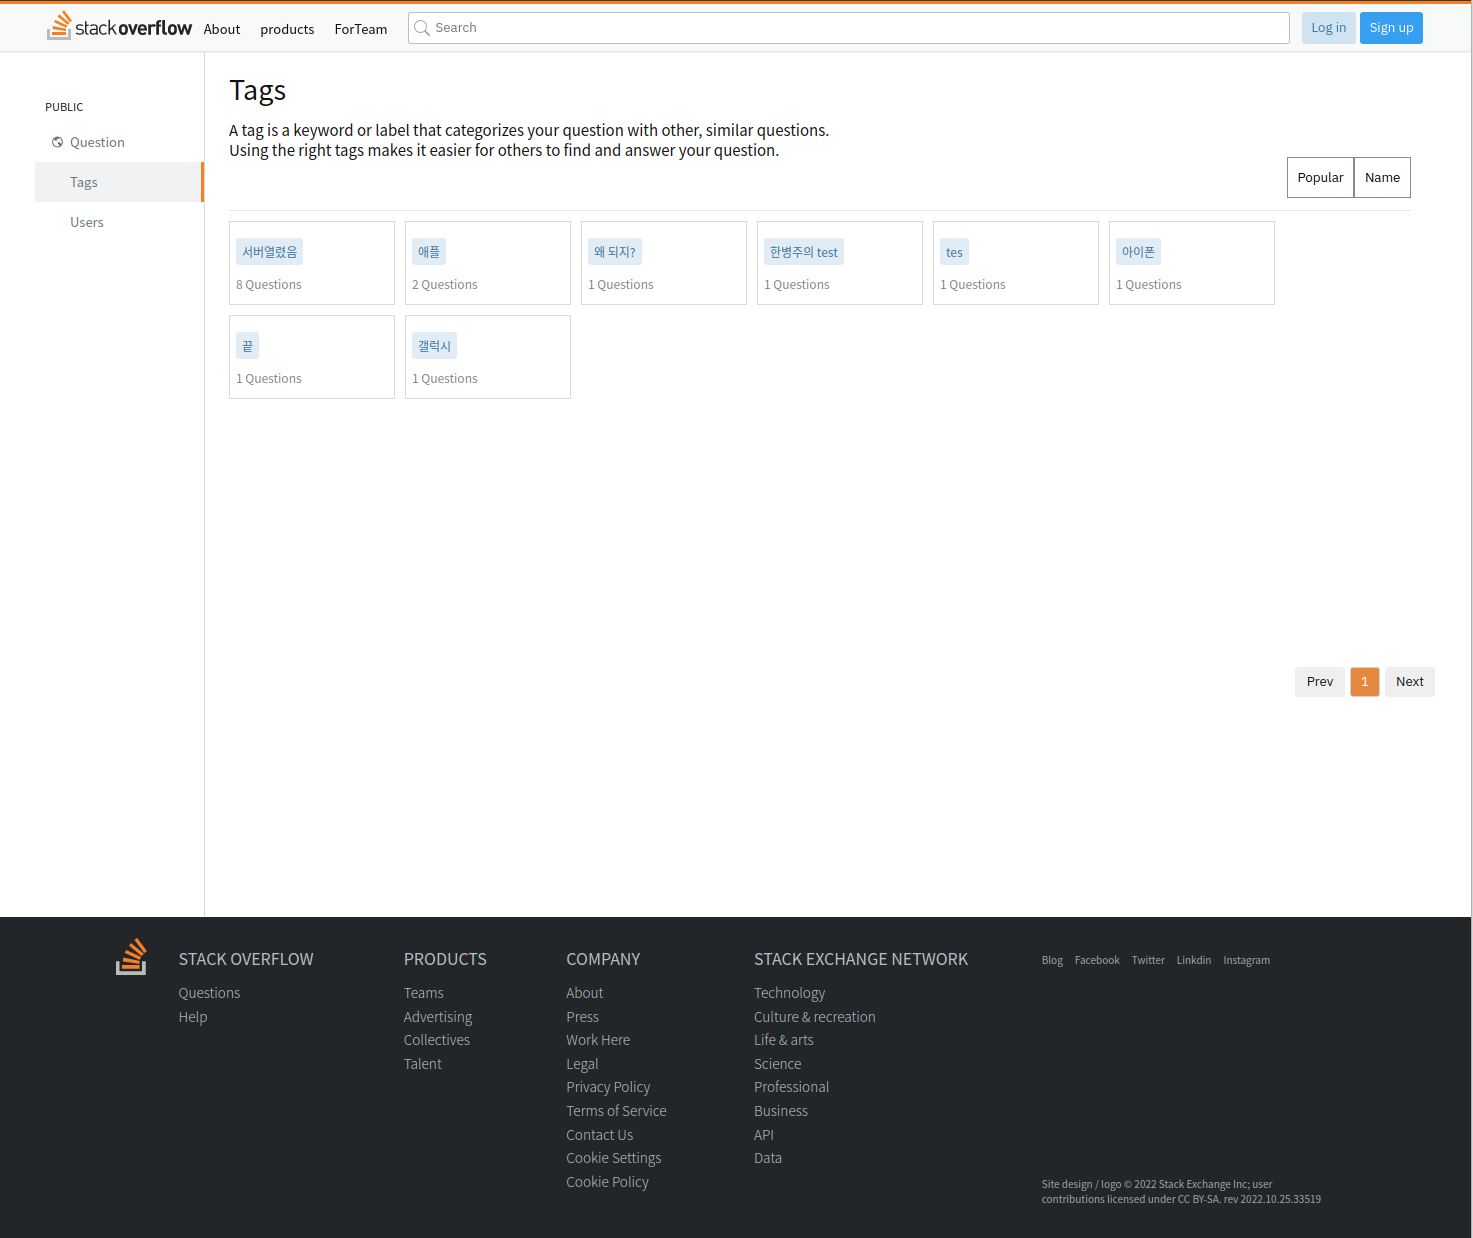 stackoverflow About products ForTeam Search Log in Sign up
PUBLIC
Question
Tags
Users
Tags
A tag is a keyword or label that categorizes your question with other, similar questions.
Using the right tags makes it easier for others to find and answer your question.
Popular Name
서버열렸음 애플 왜 되지? 한병주의 test tes 아이폰
8 Questions 2 Questions 1 Questions 1 Questions 1 Questions 1 Questions
끝 갤럭시
1 Questions 1 Questions
Prev 1 Next
STACK OVERFLOW
Questions
Help
PRODUCTS
Teams
Advertising
Collectives
Talent
COMPANY
About
Press
Work Here
Legal
Privacy Policy
Terms of Service
Contact Us
Cookie Settings
Cookie Policy
STACK EXCHANGE NETWORK
Technology
Culture & recreation
Life & arts
Science
Professional
Business
API
Data
Blog Facebook Twitter Linkdin Instagram
Site design / logo © 2022 Stack Exchange Inc; user
contributions licensed under CC BY-SA. rev 2022.10.25.33519